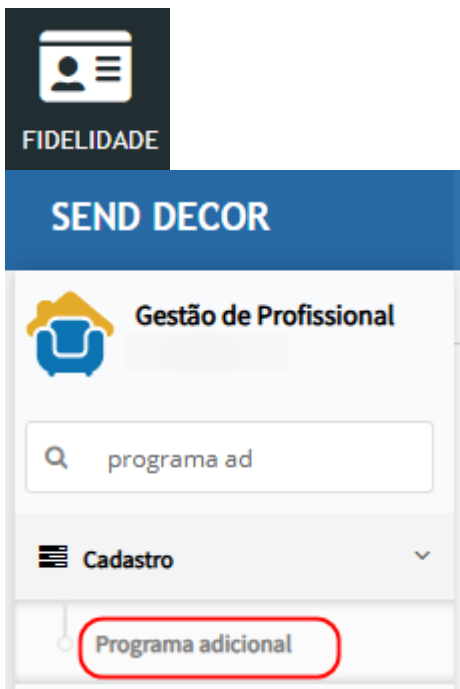 FIDELIDADE
SEND DECOR
Gestão de Profissional
programa ad
Cadastro
Programa adicional